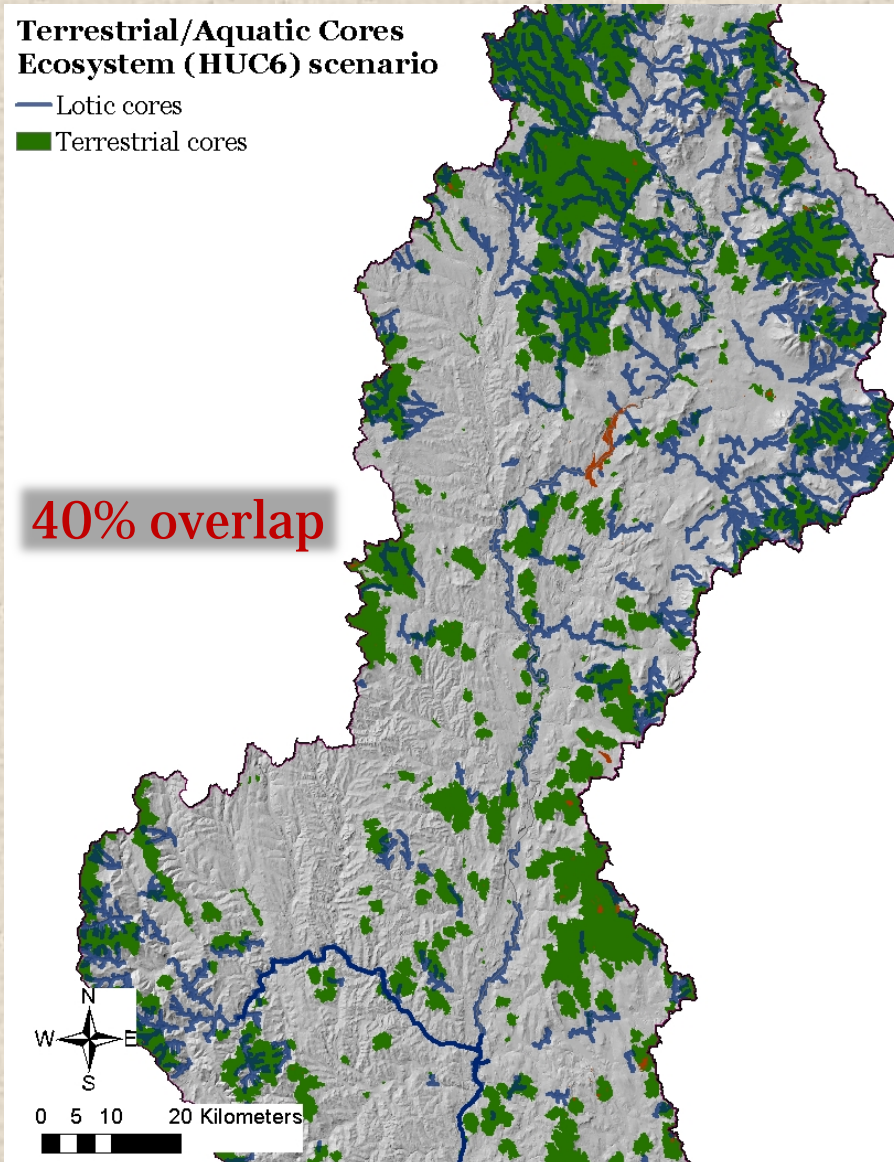 Terrestrial/Aquatic Cores
Ecosystem (HUC6) scenario
Lotic cores
Terrestrial cores
40% overlap
N
W E
S
0 5 10 20 Kilometers